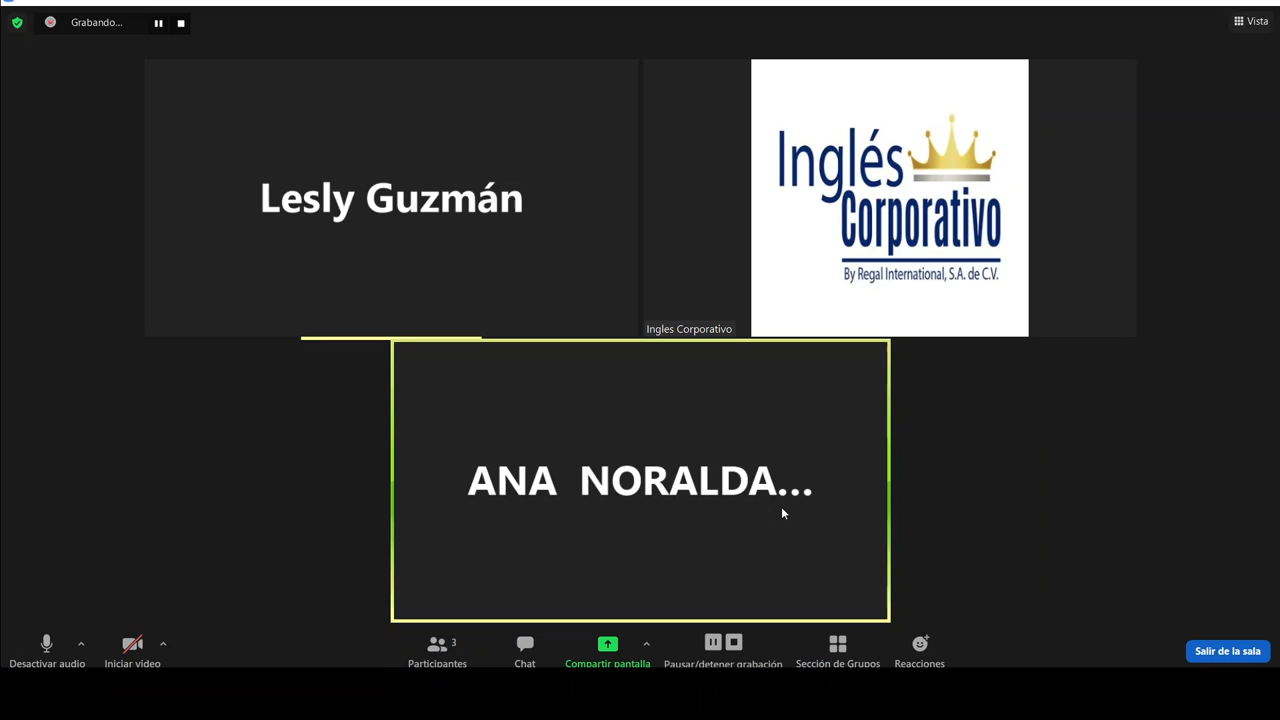 Grabando...
Vista
Lesly Guzmán
Inglés
Corporativo
By Regal International, S.A. de C.V.
Ingles Corporativo
ANA NORALDA...
Desactivar audio
Iniciar video
Participantes
3
Chat
Compartir pantalla
Pausar/detener grabación
Sección de Grupos
Reacciones
Salir de la sala